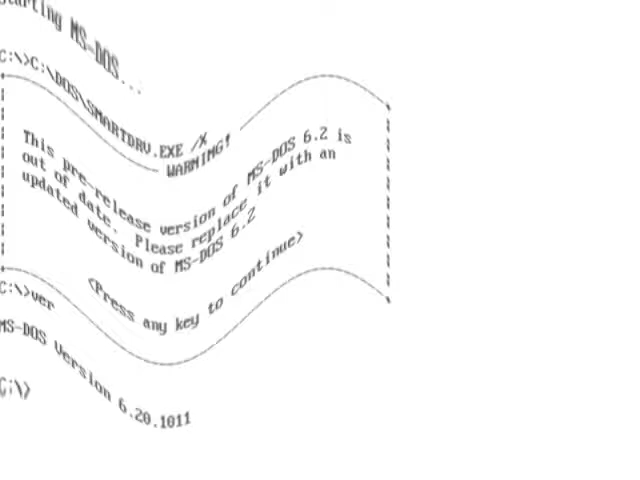 Starting MS-DOS...
C:\>C:\DOS\SMARTDRV.EXE /X
WARNING!
This pre-release version of MS-DOS 6.2 is
out of date. Please replace it with an
updated version of MS-DOS 6.2
<Press any key to continue>
C:\>ver
MS-DOS Version 6.20.1011
C:\>